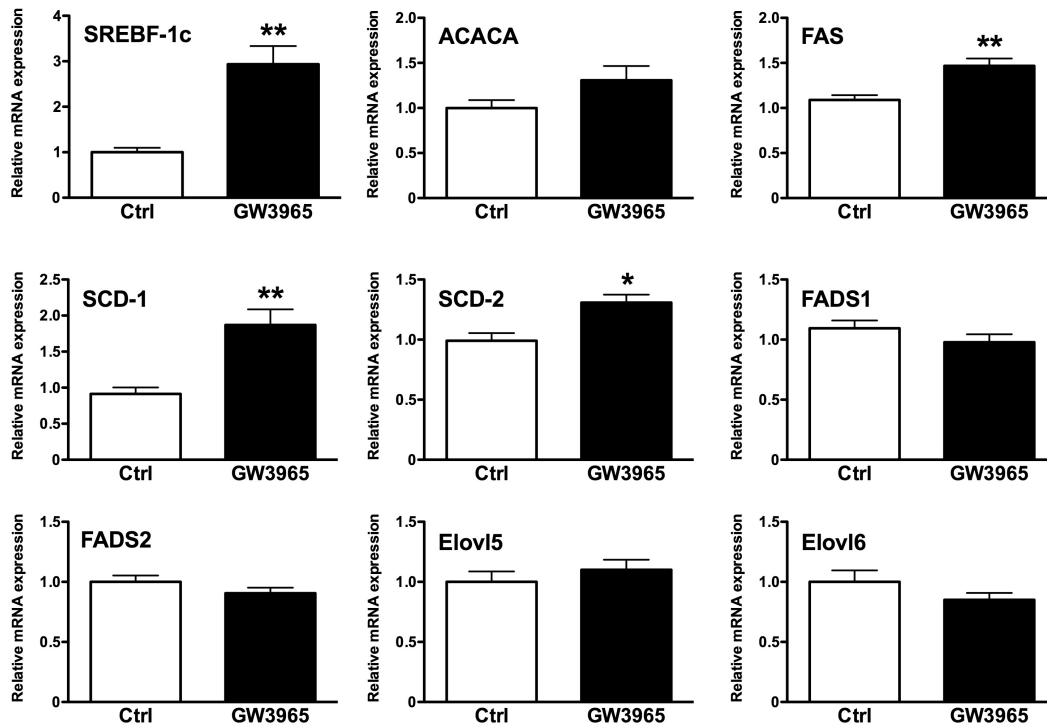 Relative mRNA expression
4
3
2
1
0
SREBF-1c
**
Ctrl
GW3965
Relative mRNA expression
2.0
1.5
1.0
0.5
0
ACACA
Ctrl
GW3965
Relative mRNA expression
2.0
1.5
1.0
0.5
0
FAS
**
Ctrl
GW3965
Relative mRNA expression
2.5
2.0
1.5
1.0
0.5
0
SCD-1
**
Ctrl
GW3965
Relative mRNA expression
1.5
1.0
0.5
0
SCD-2
*
Ctrl
GW3965
Relative mRNA expression
1.5
1.0
0.5
0
FADS1
Ctrl
GW3965
Relative mRNA expression
1.5
1.0
0.5
0
FADS2
Ctrl
GW3965
Relative mRNA expression
1.5
1.0
0.5
0
Elovl5
Ctrl
GW3965
Relative mRNA expression
1.5
1.0
0.5
0
Elovl6
Ctrl
GW3965